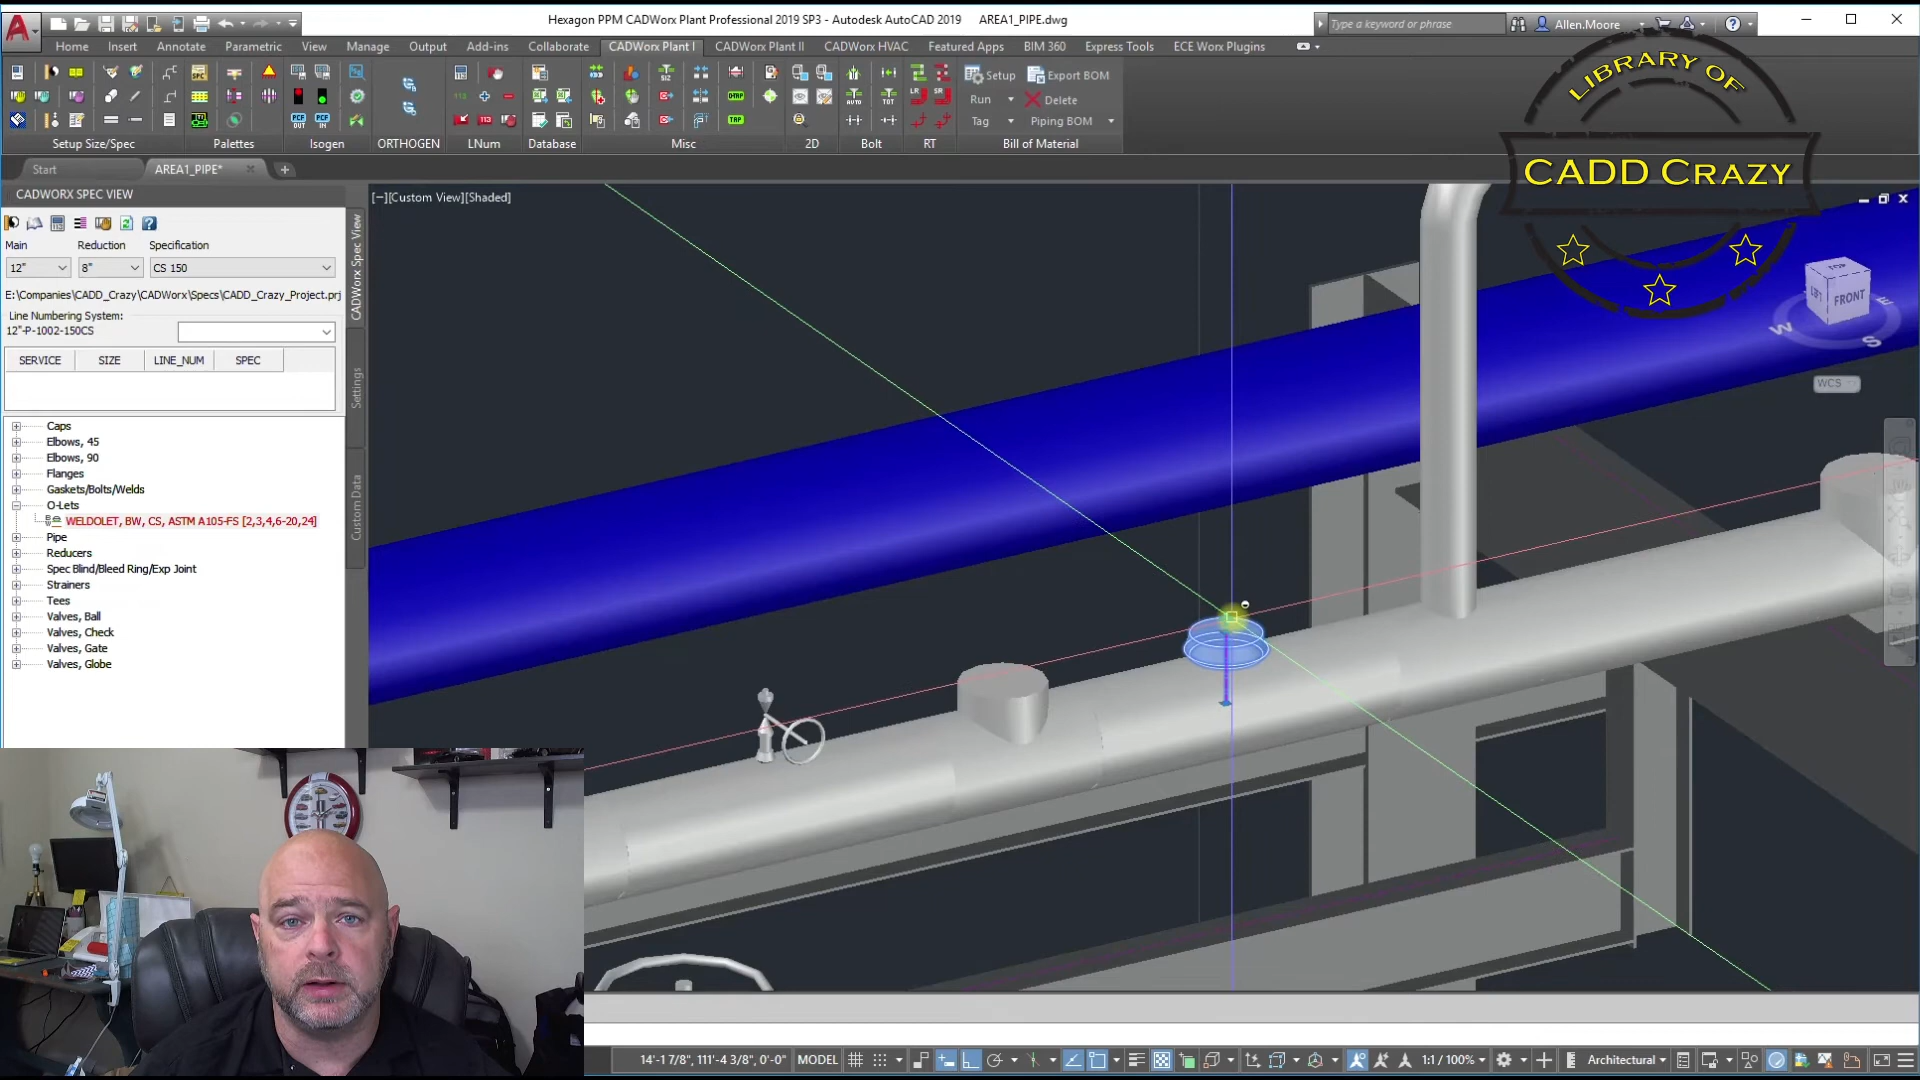 Hexagon PPM CADWorx Plant Professional 2019 SP3 - Autodesk AutoCAD 2019 AREA1_PIPE.dwg
Type a keyword or phrase
Allen.Moore
Home Insert Annotate Parametric View Manage Output Add-ins Collaborate CADWorx Plant I CADWorx Plant II CADWorx HVAC Featured Apps BIM 360 Express Tools ECE Worx Plugins
Setup Export BOM
Run Delete
Tag Piping BOM
Setup Size/Spec Palettes Isogen ORTHOGEN LNum Database Misc 2D Bolt RT Bill of Material
LIBRARY OF
CADD CRAZY
Start AREA1_PIPE*
CADWORX SPEC VIEW
[−][Custom View][Shaded]
Main Reduction Specification
12" 8" CS 150
E:\Companies\CADD_Crazy\CADWorx\Specs\CADD_Crazy_Project.prj
Line Numbering System:
12"-P-1002-150CS
SERVICE SIZE LINE_NUM SPEC
CADWorx Spec View
Settings
Custom Data
Caps
Elbows, 45
Elbows, 90
Flanges
Gaskets/Bolts/Welds
O-Lets
WELDOLET, BW, CS, ASTM A105-FS [2,3,4,6-20,24]
Pipe
Reducers
Spec Blind/Bleed Ring/Exp Joint
Strainers
Tees
Valves, Ball
Valves, Check
Valves, Gate
Valves, Globe
TOP
FRONT
W
S
E
WCS
14'-1 7/8", 111'-4 3/8", 0'-0" MODEL 1:1 / 100% Architectural